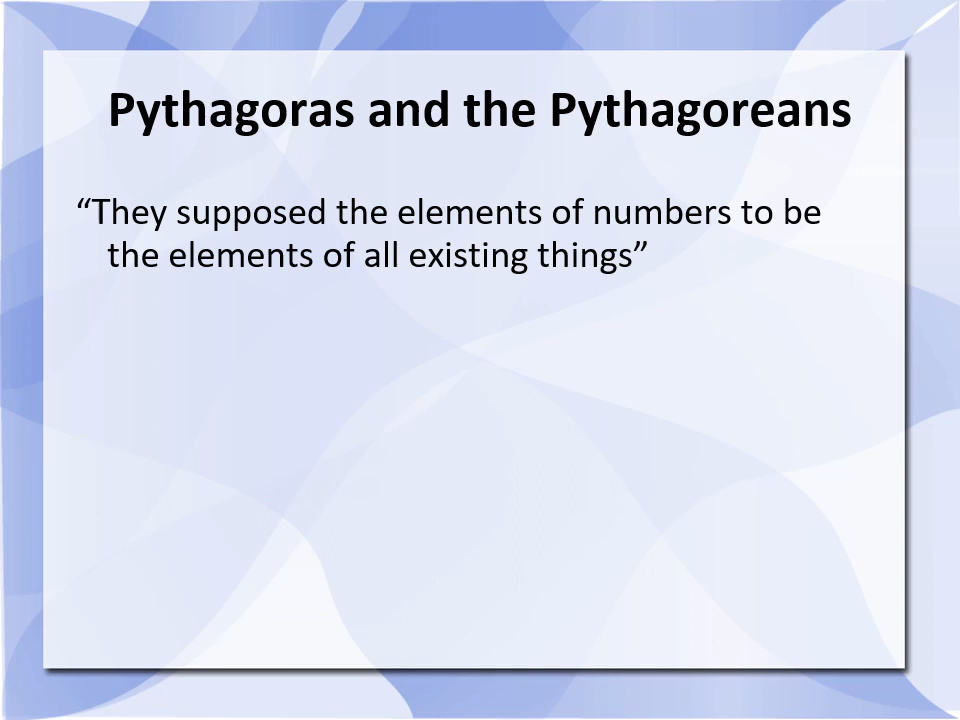 Pythagoras and the Pythagoreans
“They supposed the elements of numbers to be
the elements of all existing things”